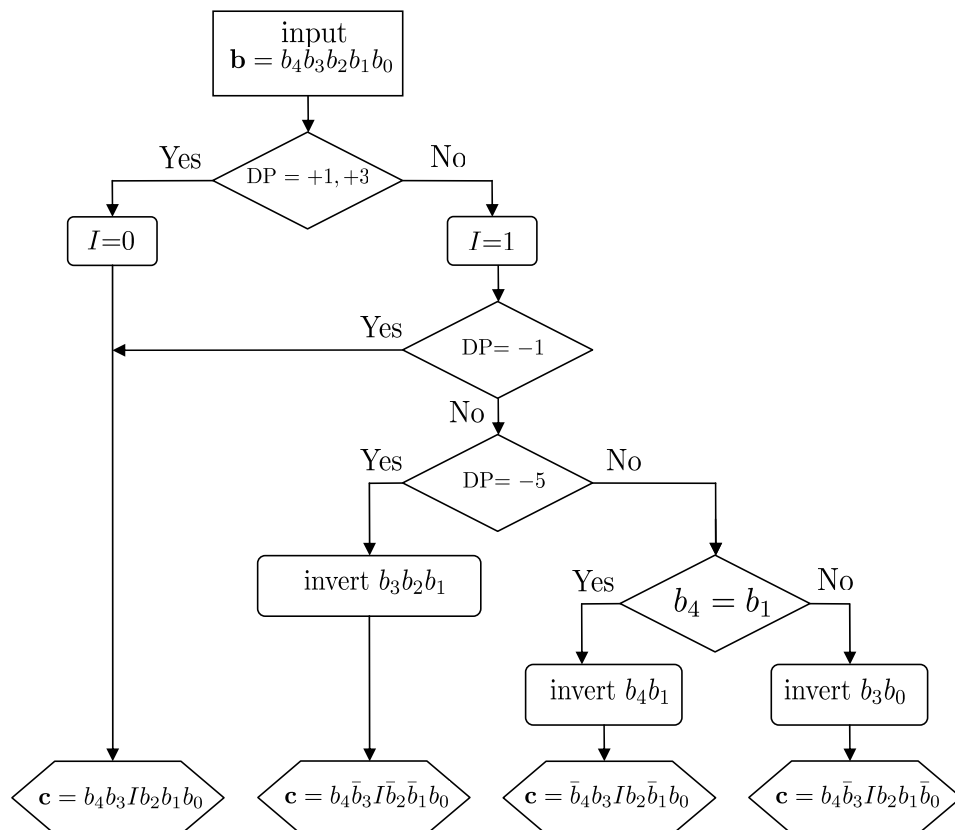 input
𝐛 = b₄b₃b₂b₁b₀
Yes
DP = +1, +3
No
I=0
I=1
Yes
DP= −1
No
Yes
DP= −5
No
invert b₃b₂b₁
Yes
b₄ = b₁
No
invert b₄b₁
invert b₃b₀
𝐜 = b₄b₃Ib₂b₁b₀
𝐜 = b₄b̄₃Ib̄₂b̄₁b₀
𝐜 = b̄₄b₃Ib₂b̄₁b₀
𝐜 = b₄b̄₃Ib₂b₁b̄₀